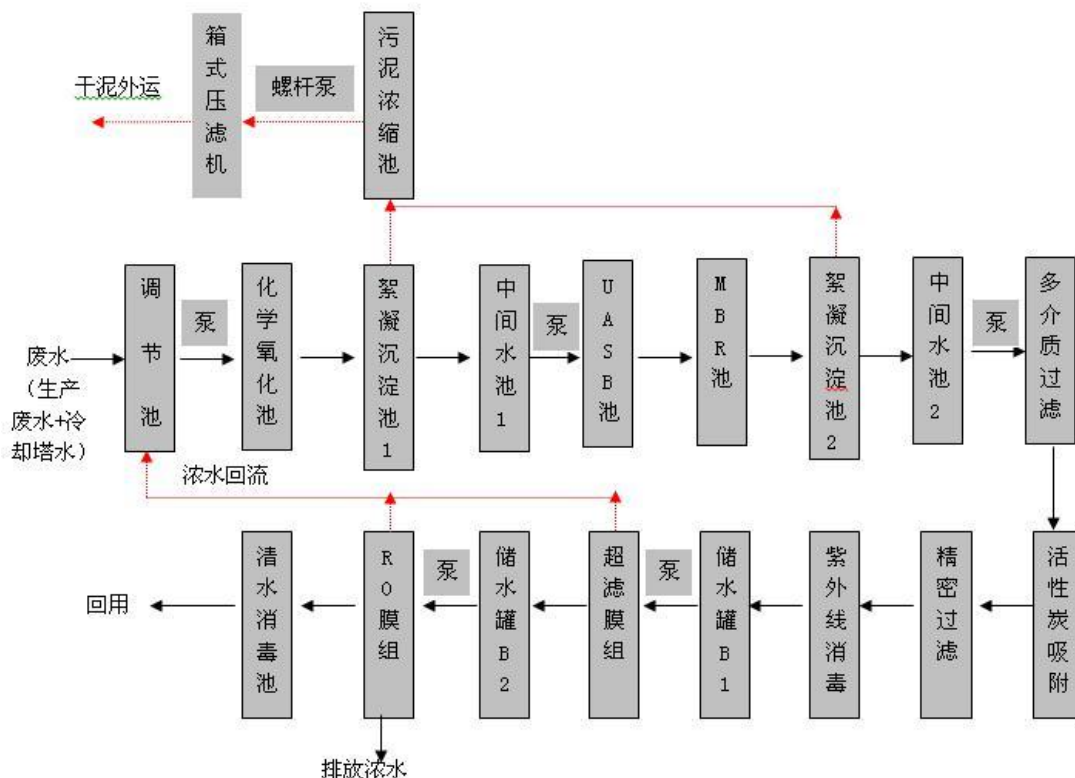 干泥外运
箱式压滤机
螺杆泵
污泥浓缩池
废水
(生产
废水+冷
却塔水)
调节池
泵
化学氧化池
絮凝沉淀池1
中间水池1
泵
UASB池
MBR池
絮凝沉淀池2
中间水池2
泵
多介质过滤
浓水回流
回用
清水消毒池
RO膜组
泵
储水罐B2
超滤膜组
泵
储水罐B1
紫外线消毒
精密过滤
活性炭吸附
排放浓水